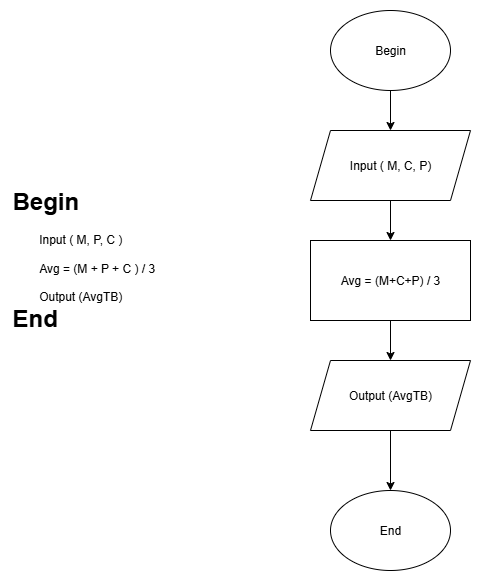 Begin
Input ( M, P, C )
Avg = (M + P + C ) / 3
Output (AvgTB)
End
Begin
Input ( M, C, P)
Avg = (M+C+P) / 3
Output (AvgTB)
End